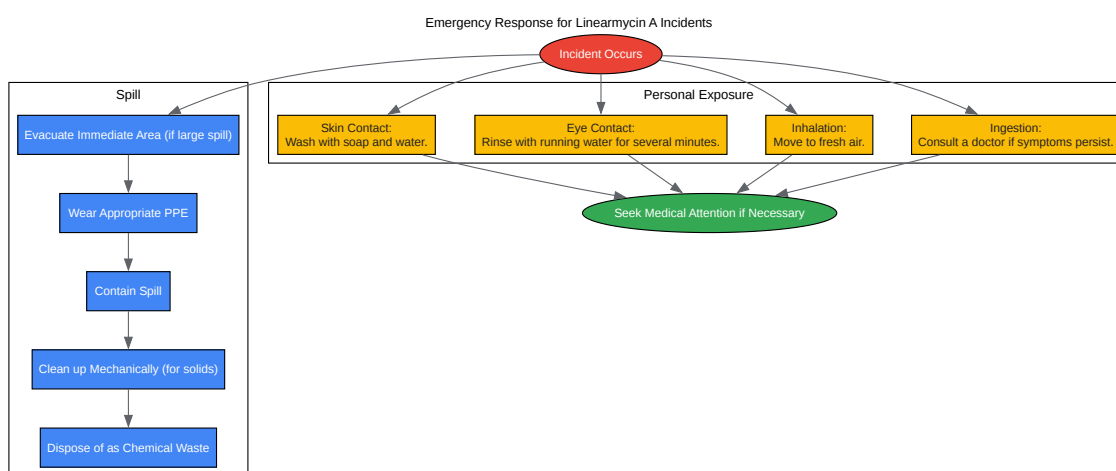 Emergency Response for Linearmycin A Incidents
Incident Occurs
Spill
Evacuate Immediate Area (if large spill)
Wear Appropriate PPE
Contain Spill
Clean up Mechanically (for solids)
Dispose of as Chemical Waste
Personal Exposure
Skin Contact:
Wash with soap and water.
Eye Contact:
Rinse with running water for several minutes.
Inhalation:
Move to fresh air.
Ingestion:
Consult a doctor if symptoms persist.
Seek Medical Attention if Necessary